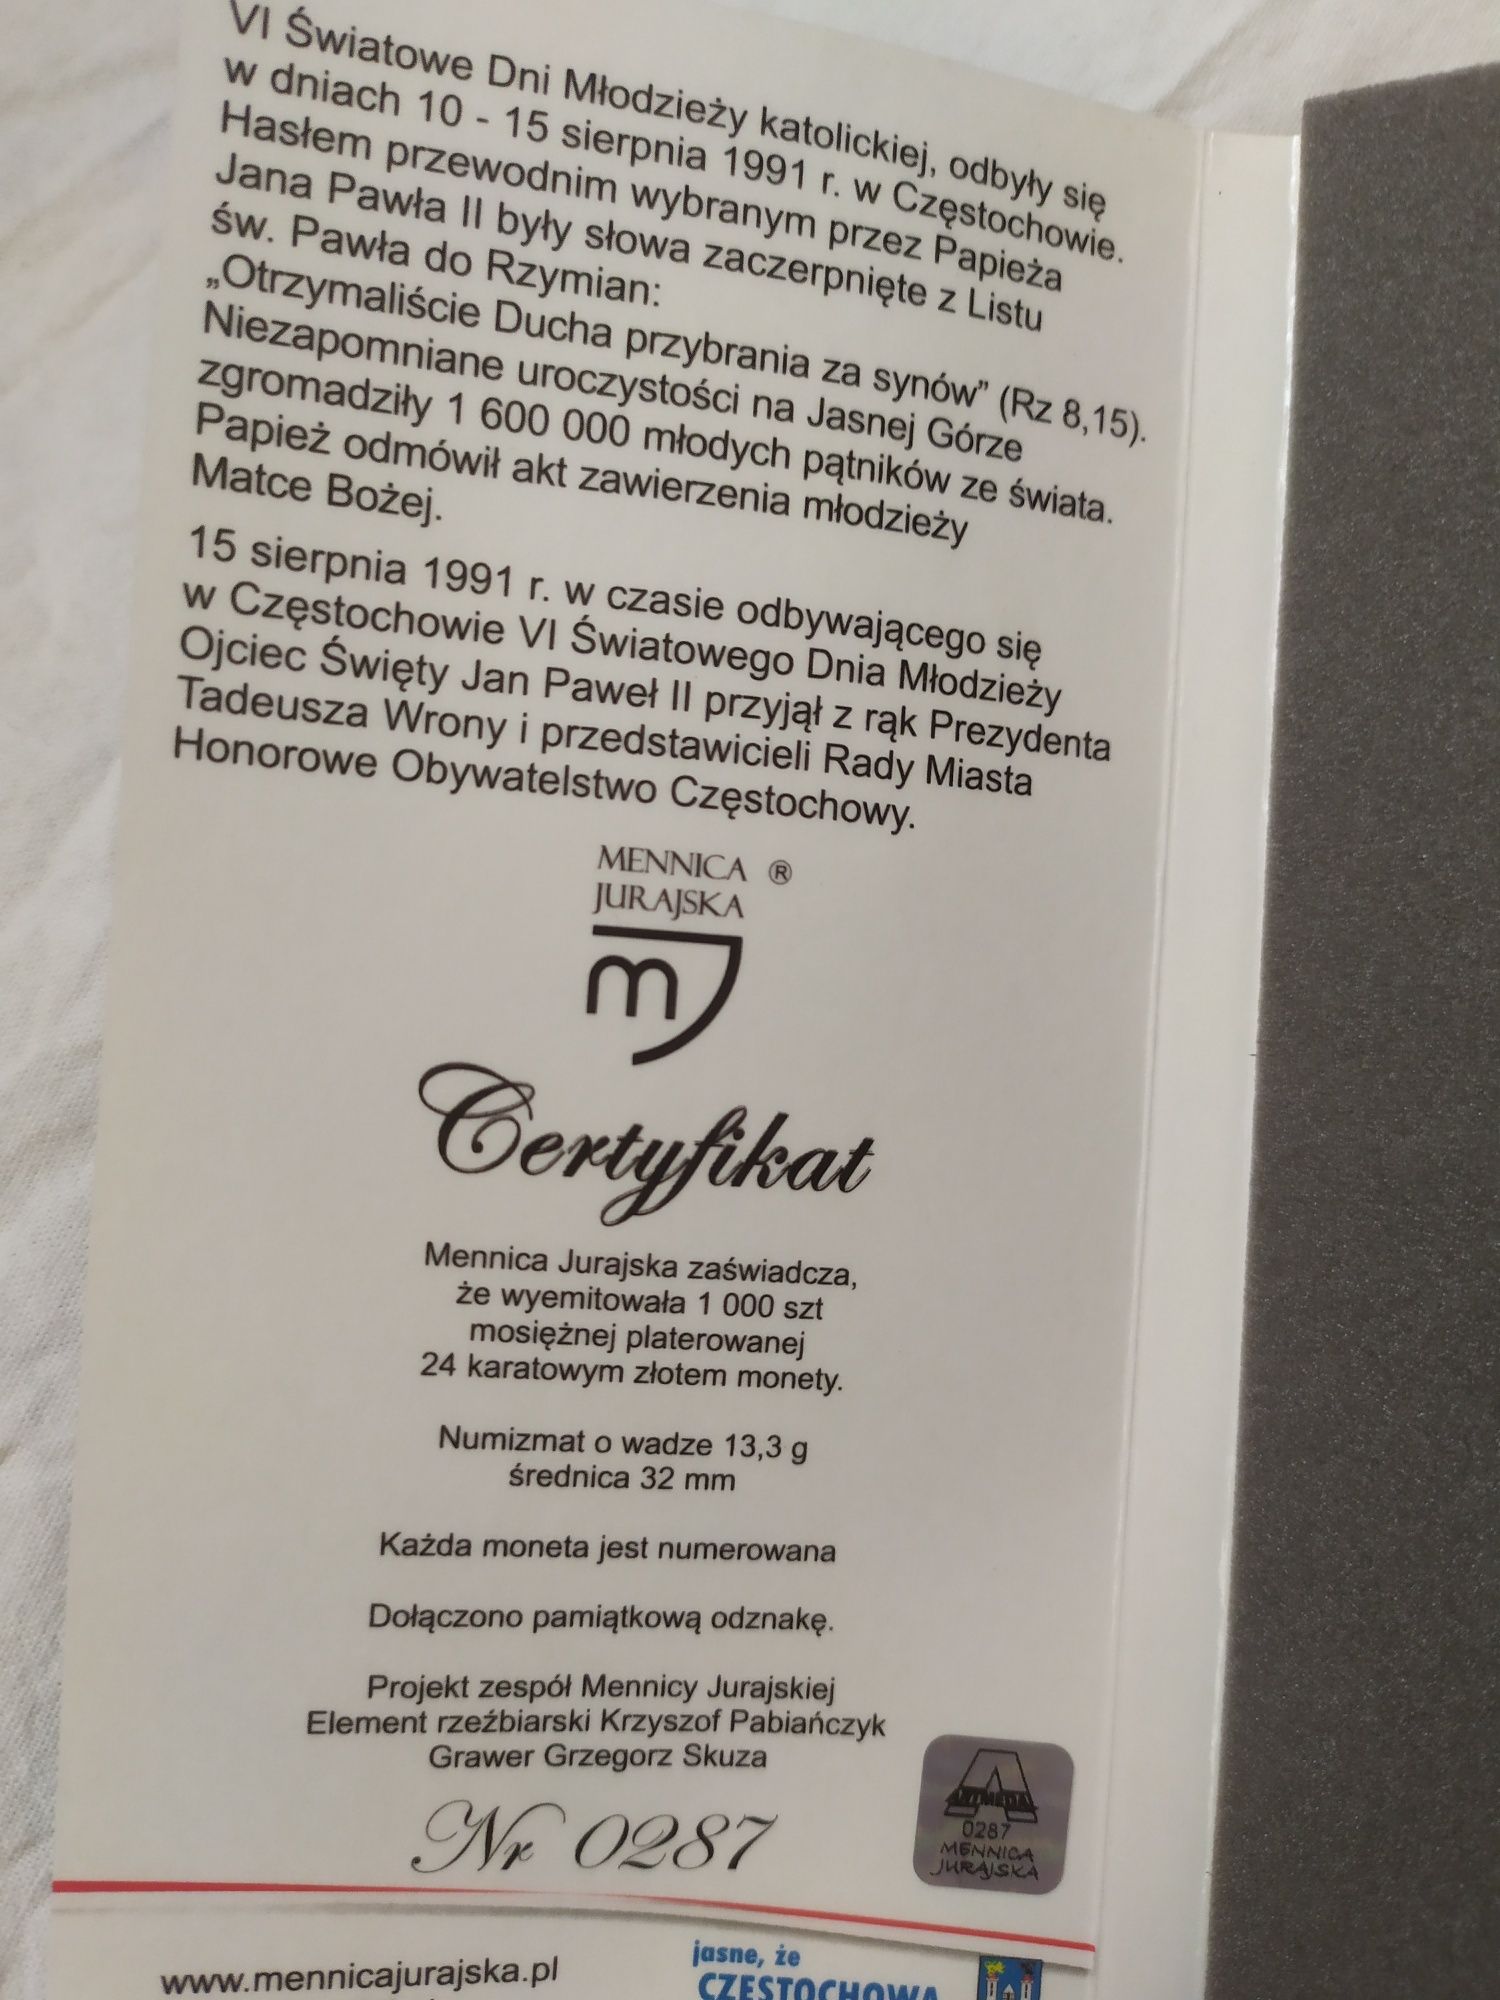 VI Światowe Dni Młodzieży katolickiej, odbyły się
w dniach 10 - 15 sierpnia 1991 r. w Częstochowie.
Hasłem przewodnim wybranym przez Papieża
Jana Pawła II były słowa zaczerpnięte z Listu
św. Pawła do Rzymian:
„Otrzymaliście Ducha przybrania za synów” (Rz 8,15).
Niezapomniane uroczystości na Jasnej Górze
zgromadziły 1 600 000 młodych pątników ze świata.
Papież odmówił akt zawierzenia młodzieży
Matce Bożej.
15 sierpnia 1991 r. w czasie odbywającego się
w Częstochowie VI Światowego Dnia Młodzieży
Ojciec Święty Jan Paweł II przyjął z rąk Prezydenta
Tadeusza Wrony i przedstawicieli Rady Miasta
Honorowe Obywatelstwo Częstochowy.
MENNICA ®
JURAJSKA
m
Certyfikat
Mennica Jurajska zaświadcza,
że wyemitowała 1 000 szt
mosiężnej platerowanej
24 karatowym złotem monety.
Numizmat o wadze 13,3 g
średnica 32 mm
Każda moneta jest numerowana
Dołączono pamiątkową odznakę.
Projekt zespół Mennicy Jurajskiej
Element rzeźbiarski Krzyszof Pabiańczyk
Grawer Grzegorz Skuza
Nr 0287
A
ARTMEDAL
0287
MENNICA
JURAJSKA
www.mennicajurajska.pl
jasne, że
CZĘSTOCHOWA